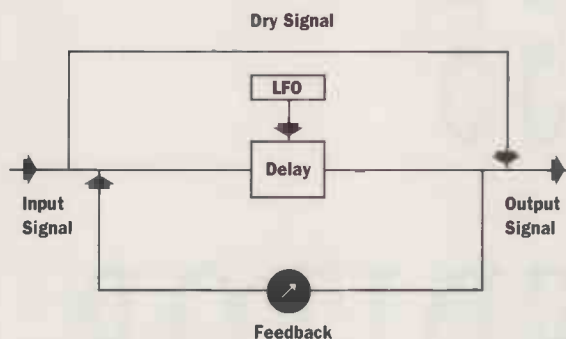 Dry Signal
LFO
Delay
Input
Signal
Output
Signal
Feedback